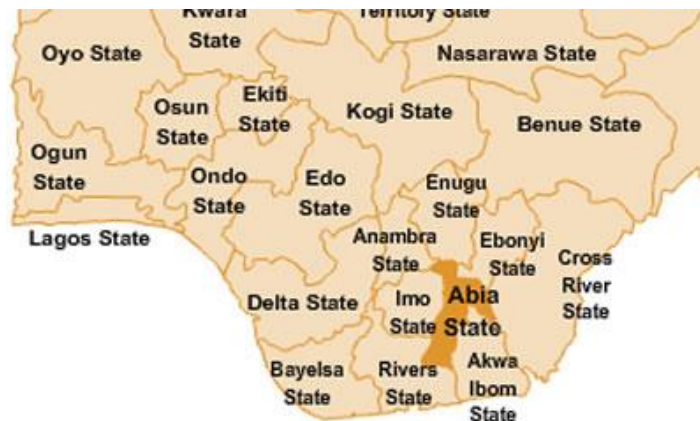 Kwara
State
Territory State
Oyo State
Nasarawa State
Osun
State
Ekiti
State
Kogi State
Benue State
Ogun
State
Ondo
State
Edo
State
Enugu
State
Lagos State
Anambra
State
Ebonyi
State
Cross
River
State
Delta State
Imo
State
Abia
State
Bayelsa
State
Rivers
State
Akwa
Ibom
State